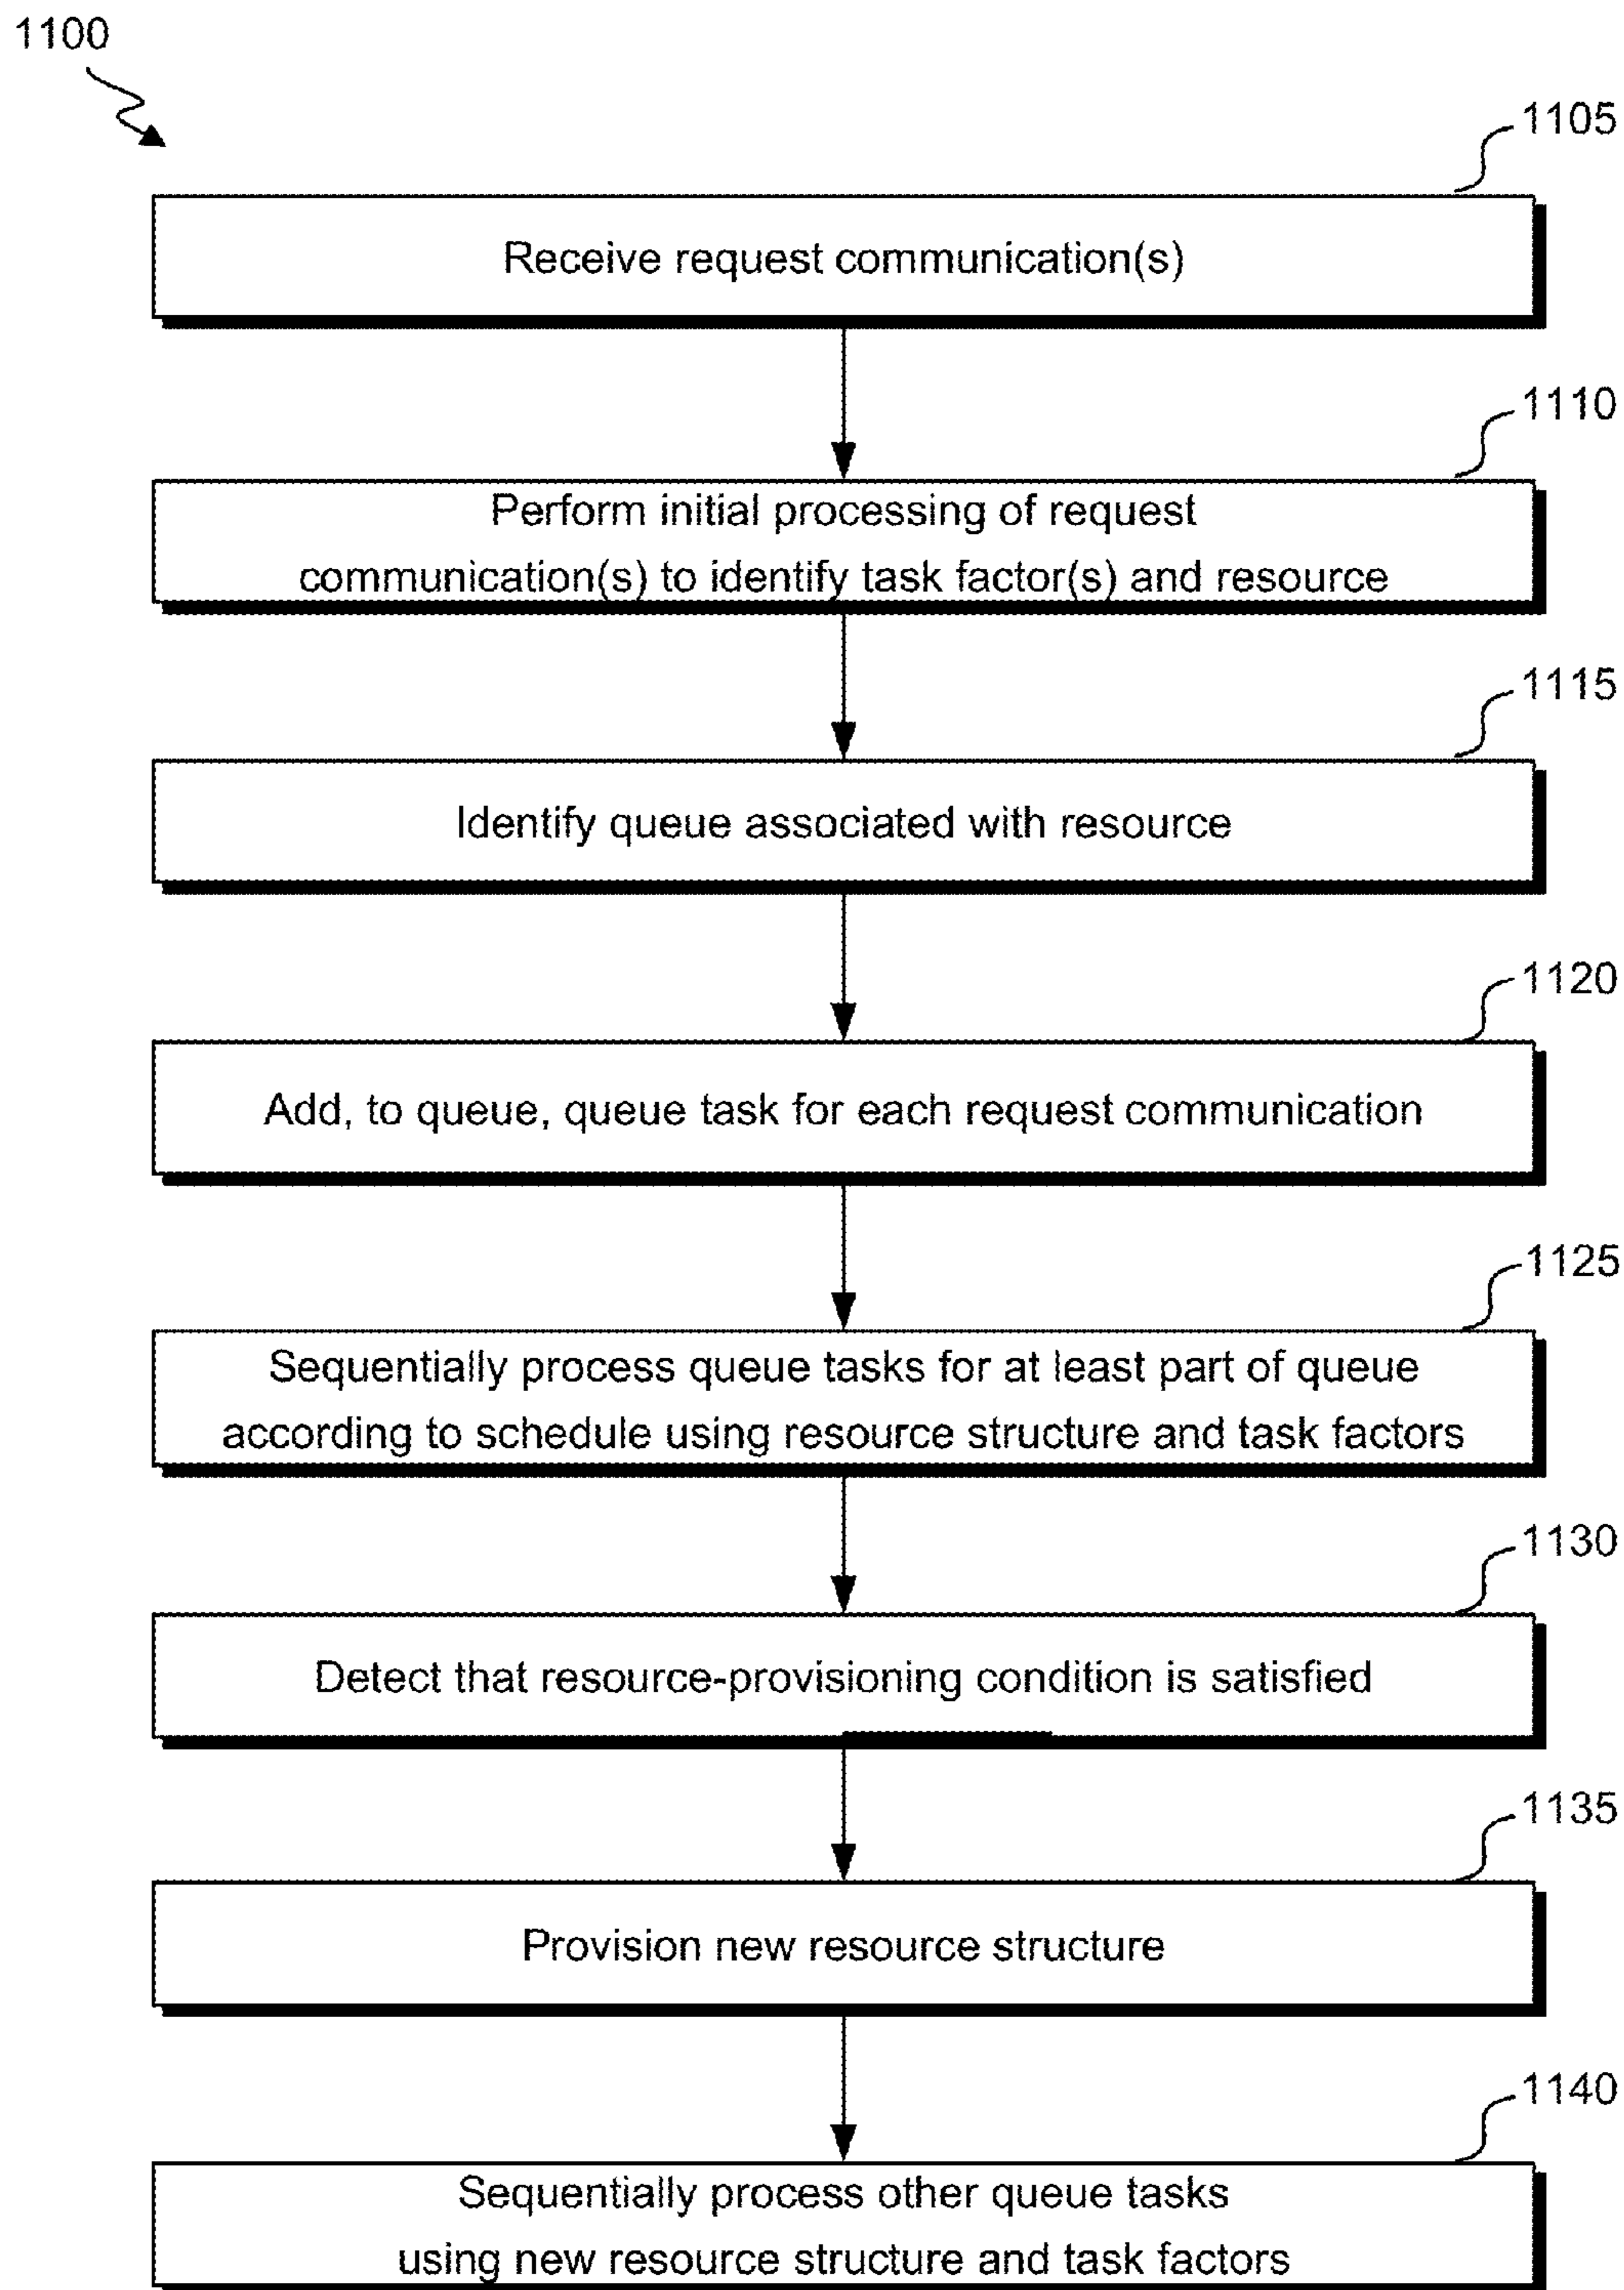 1100
1105
Receive request communication(s)
1110
Perform initial processing of request
communication(s) to identify task factor(s) and resource
1115
Identify queue associated with resource
1120
Add, to queue, queue task for each request communication
1125
Sequentially process queue tasks for at least part of queue
according to schedule using resource structure and task factors
1130
Detect that resource-provisioning condition is satisfied
1135
Provision new resource structure
1140
Sequentially process other queue tasks
using new resource structure and task factors